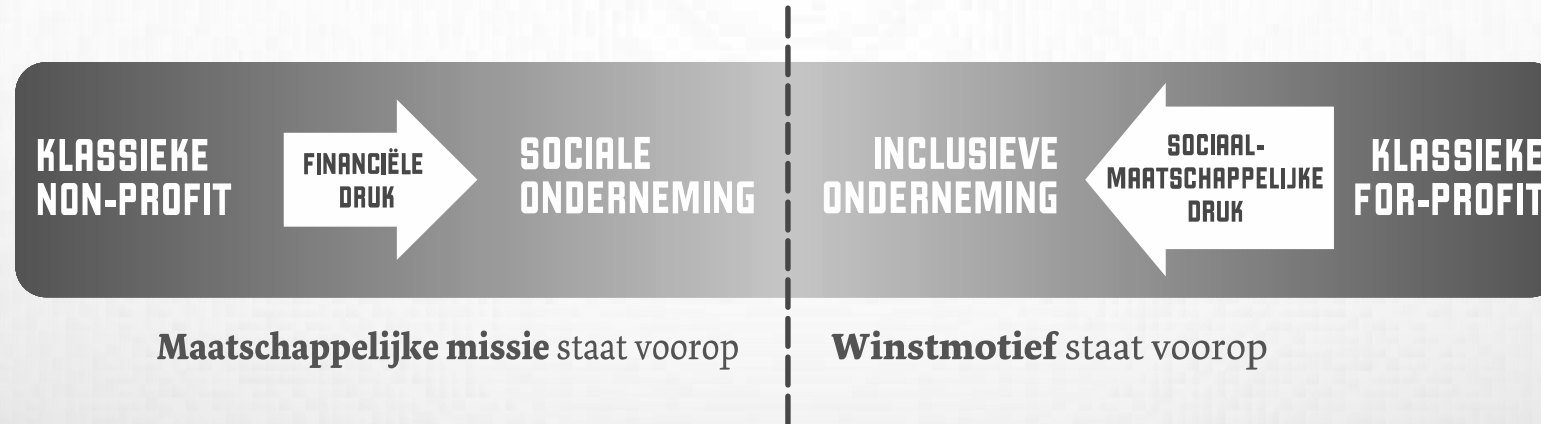 KLASSIEKE
NON-PROFIT
FINANCIËLE
DRUK
SOCIALE
ONDERNEMING
INCLUSIEVE
ONDERNEMING
SOCIAAL-
MAATSCHAPPELIJKE
DRUK
KLASSIEKE
FOR-PROFIT
Maatschappelijke missie staat voorop
Winstmotief staat voorop